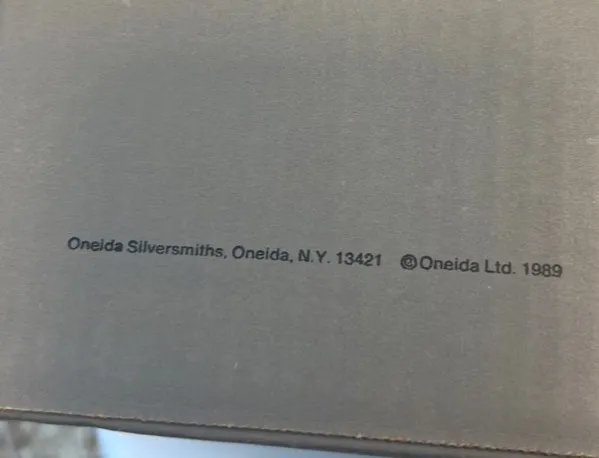 Oneida Silversmiths, Oneida, N.Y. 13421 ©Oneida Ltd. 1989